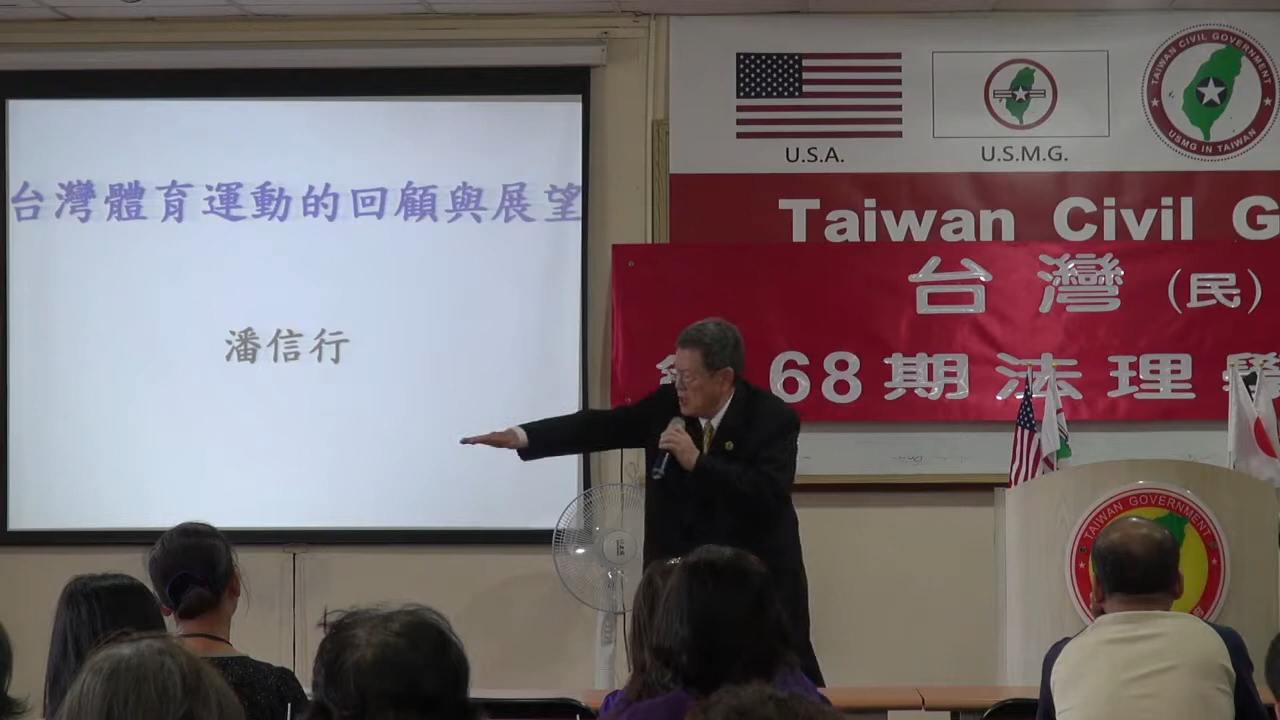 台灣體育運動的回顧與展望
潘信行
U.S.A.
U.S.M.G.
TAIWAN CIVIL GOVERNMENT
USMG IN TAIWAN
Taiwan Civil G
台灣(民)
68期法理學
TAIWAN GOVERNMENT